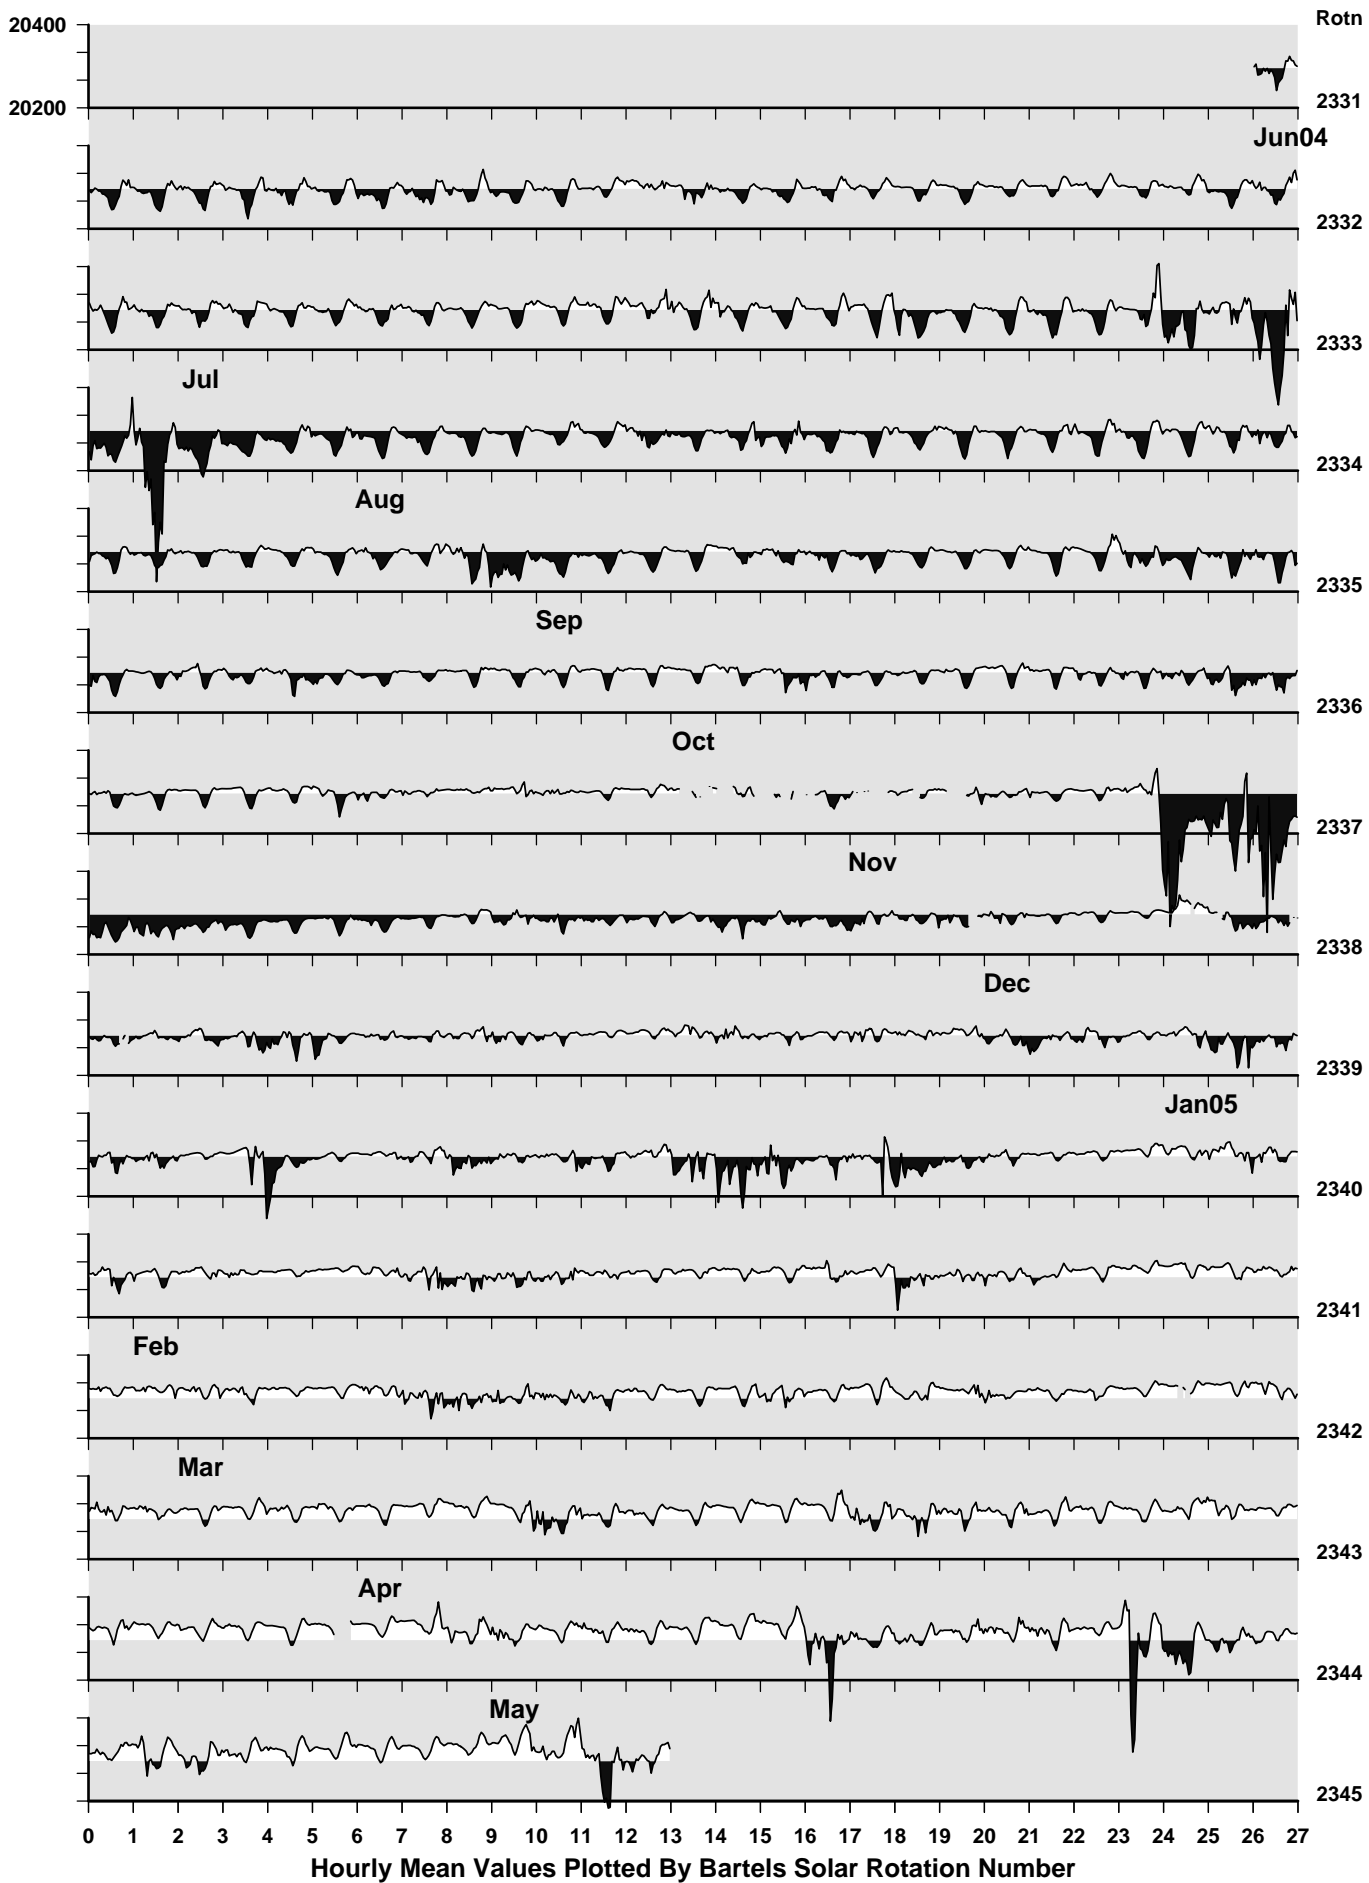 20400
Rotn
20200
2331
Jun04
2332
2333
Jul
2334
Aug
2335
Sep
2336
Oct
2337
Nov
2338
Dec
2339
Jan05
2340
2341
Feb
2342
Mar
2343
Apr
2344
May
2345
0 1 2 3 4 5 6 7 8 9 10 11 12 13 14 15 16 17 18 19 20 21 22 23 24 25 26 27
Hourly Mean Values Plotted By Bartels Solar Rotation Number